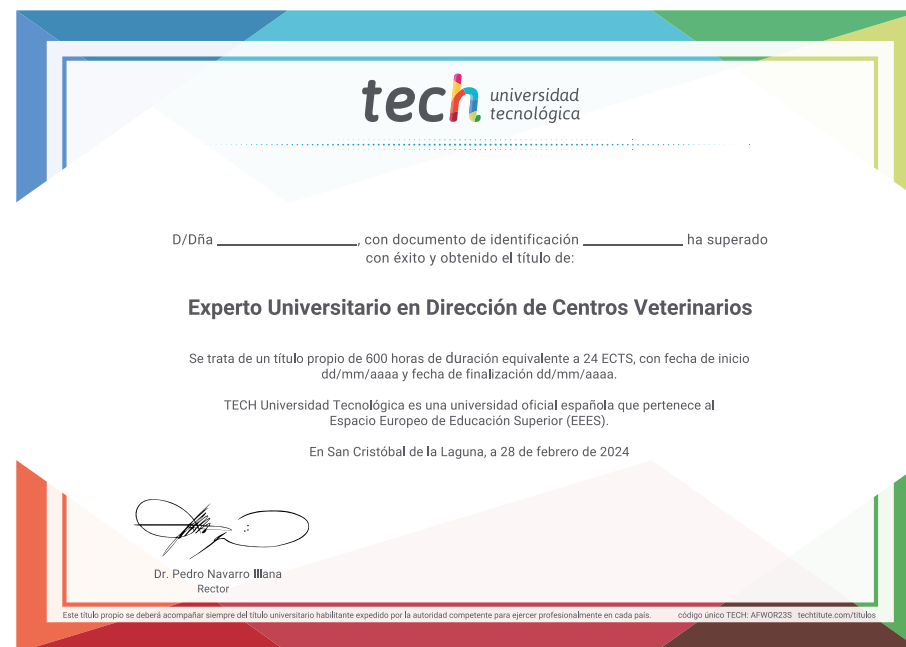 tech universidad
tecnológica
D/Dña ____________________, con documento de identificación ______________ ha superado
con éxito y obtenido el título de:
Experto Universitario en Dirección de Centros Veterinarios
Se trata de un título propio de 600 horas de duración equivalente a 24 ECTS, con fecha de inicio
dd/mm/aaaa y fecha de finalización dd/mm/aaaa.
TECH Universidad Tecnológica es una universidad oficial española que pertenece al
Espacio Europeo de Educación Superior (EEES).
En San Cristóbal de la Laguna, a 28 de febrero de 2024
Dr. Pedro Navarro Illana
Rector
Este título propio se deberá acompañar siempre del título universitario habilitante expedido por la autoridad competente para ejercer profesionalmente en cada país. código único TECH: AFWOR23S techtitute.com/titulos